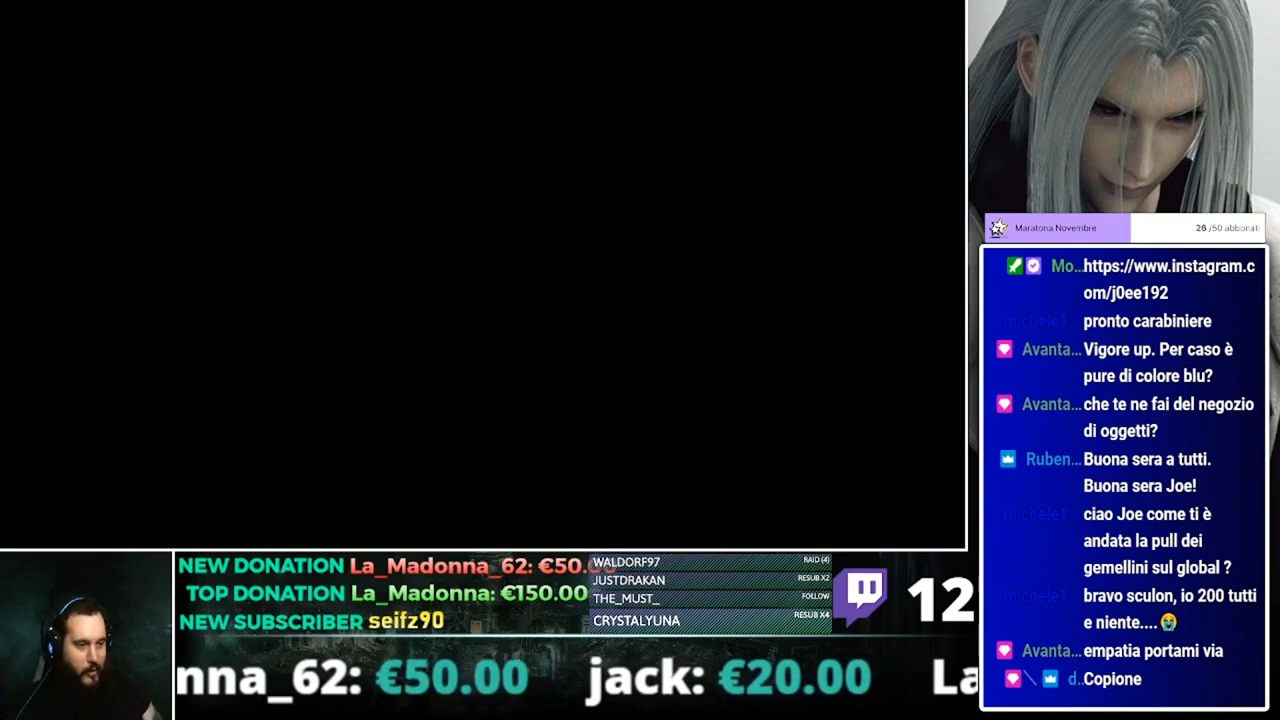 Maratona Novembre 26 /50 abbonati
Mo... https://www.instagram.c
om/j0ee192
michele1.. pronto carabiniere
Avanta... Vigore up. Per caso è
pure di colore blu?
Avanta... che te ne fai del negozio
di oggetti?
Ruben... Buona sera a tutti.
Buona sera Joe!
michele1.. ciao Joe come ti è
andata la pull dei
gemellini sul global ?
michele1.. bravo sculon, io 200 tutti
e niente.... 😭
Avanta... empatia portami via
d.. Copione
NEW DONATION La_Madonna_62: €50.
TOP DONATION La_Madonna: €150.00
NEW SUBSCRIBER seifz90
WALDORF97 RAID (4)
JUSTDRAKAN RESUB X2
THE_MUST_ FOLLOW
CRYSTALYUNA RESUB X4
12
nna_62: €50.00 jack: €20.00 La